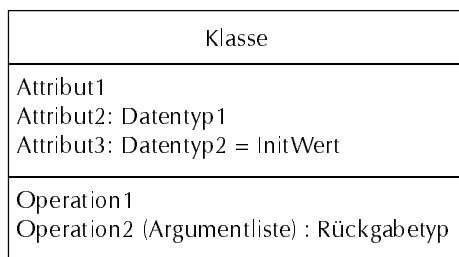 Klasse
Attribut1
Attribut2: Datentyp1
Attribut3: Datentyp2 = InitWert
Operation1
Operation2 (Argumentliste) : Rückgabetyp